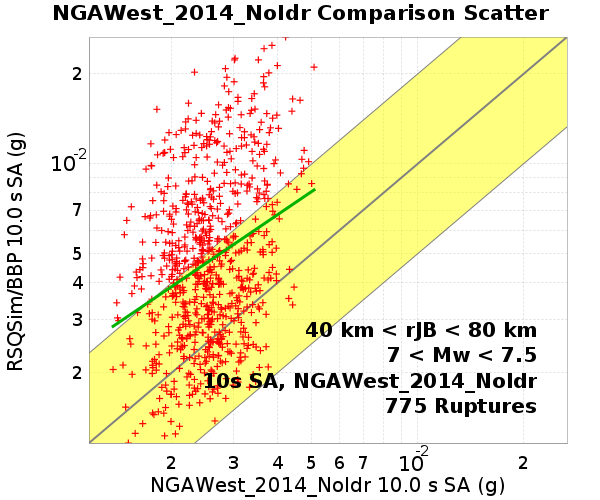 NGAWest_2014_NoIdr Comparison Scatter
RSQSim/BBP 10.0 s SA (g)
2
10-2
7
5
4
3
2
40 km < rJB < 80 km
7 < Mw < 7.5
10s SA, NGAWest_2014_NoIdr
775 Ruptures
2 3 4 5 6 7 10-2 2
NGAWest_2014_NoIdr 10.0 s SA (g)